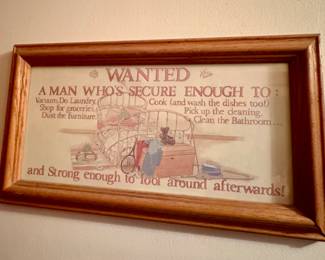 WANTED
A MAN WHO'S SECURE ENOUGH TO:
Vacuum, Do Laundry,
Shop for groceries,
Dust the Furniture,
Cook (and wash the dishes too!)
Pick up the cleaning,
Clean the Bathroom...
and Strong enough to fool around afterwards!